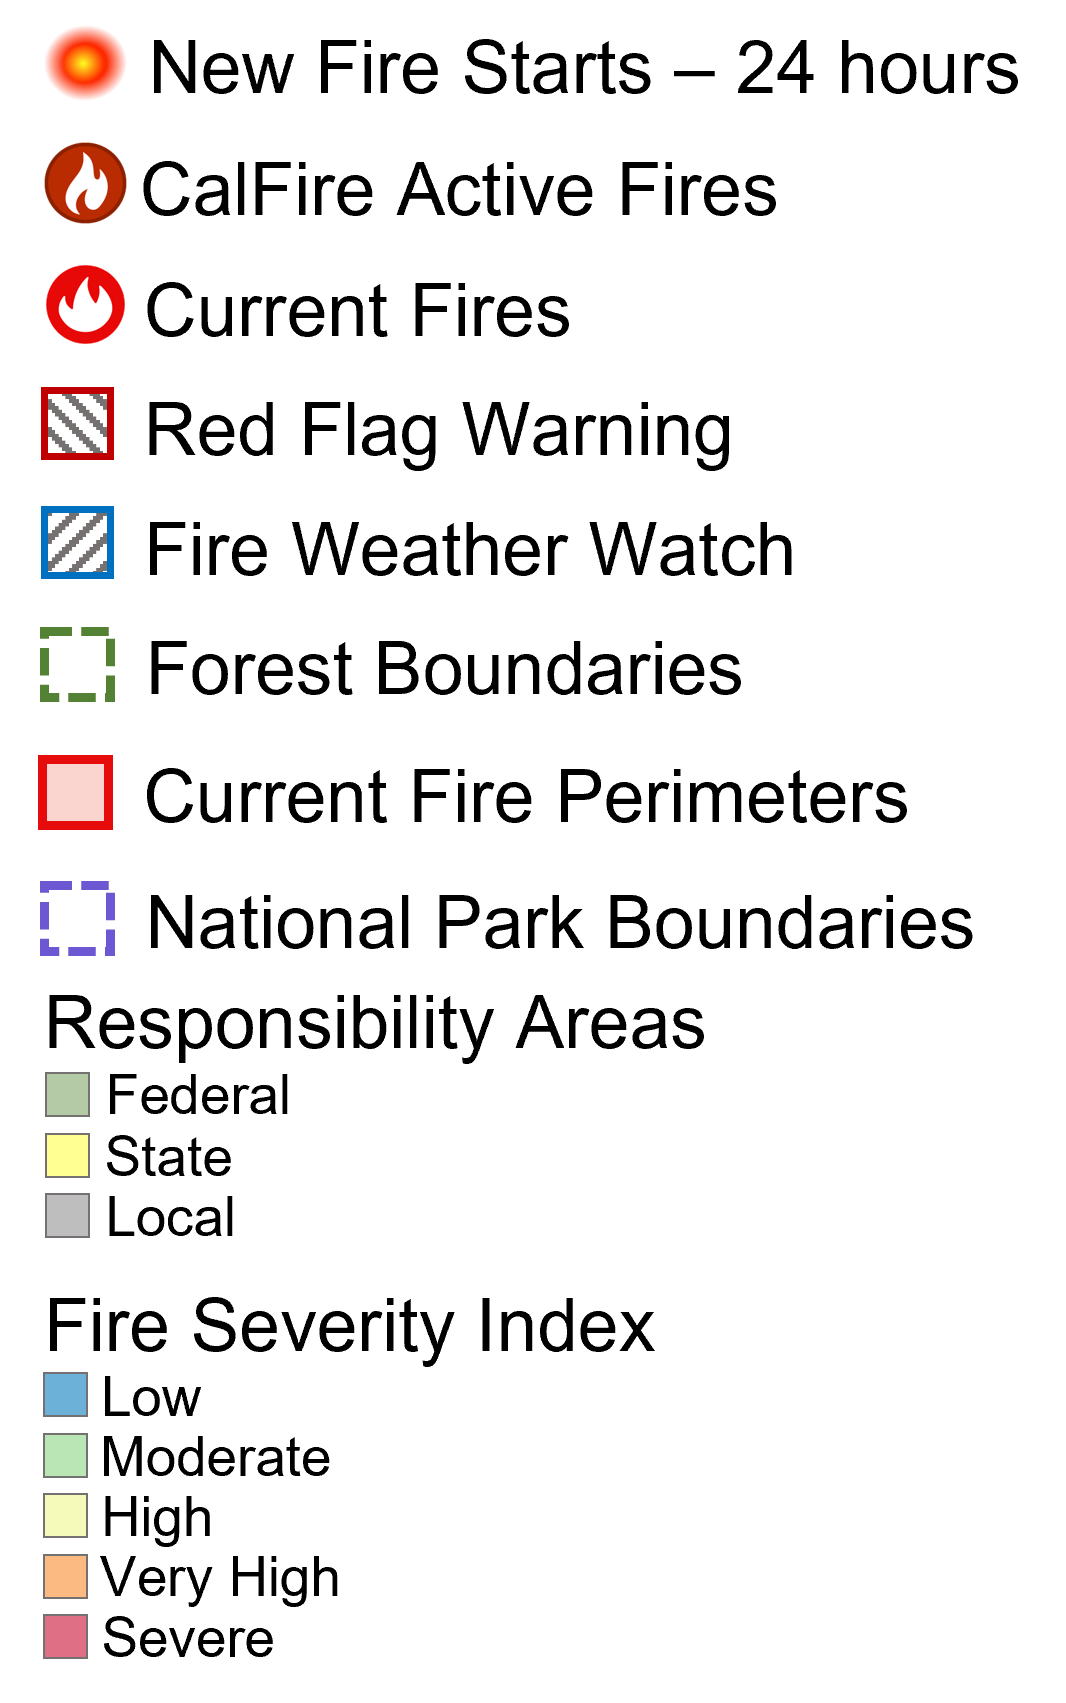 New Fire Starts – 24 hours
CalFire Active Fires
Current Fires
Red Flag Warning
Fire Weather Watch
Forest Boundaries
Current Fire Perimeters
National Park Boundaries
Responsibility Areas
Federal
State
Local
Fire Severity Index
Low
Moderate
High
Very High
Severe